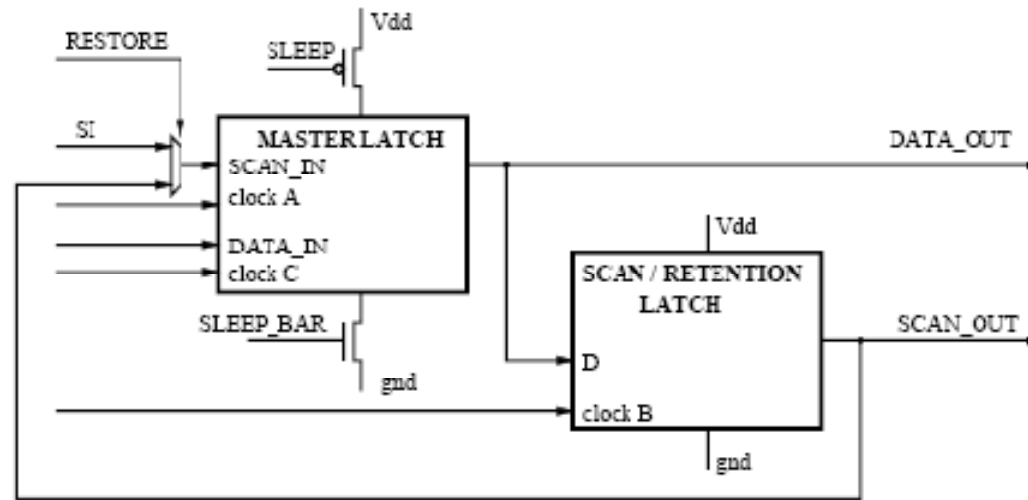 Vdd
RESTORE
SLEEP
SI
MASTER LATCH
DATA_OUT
SCAN_IN
clock A
DATA_IN
clock C
Vdd
SCAN / RETENTION
LATCH
SLEEP_BAR
SCAN_OUT
D
gnd
clock B
gnd